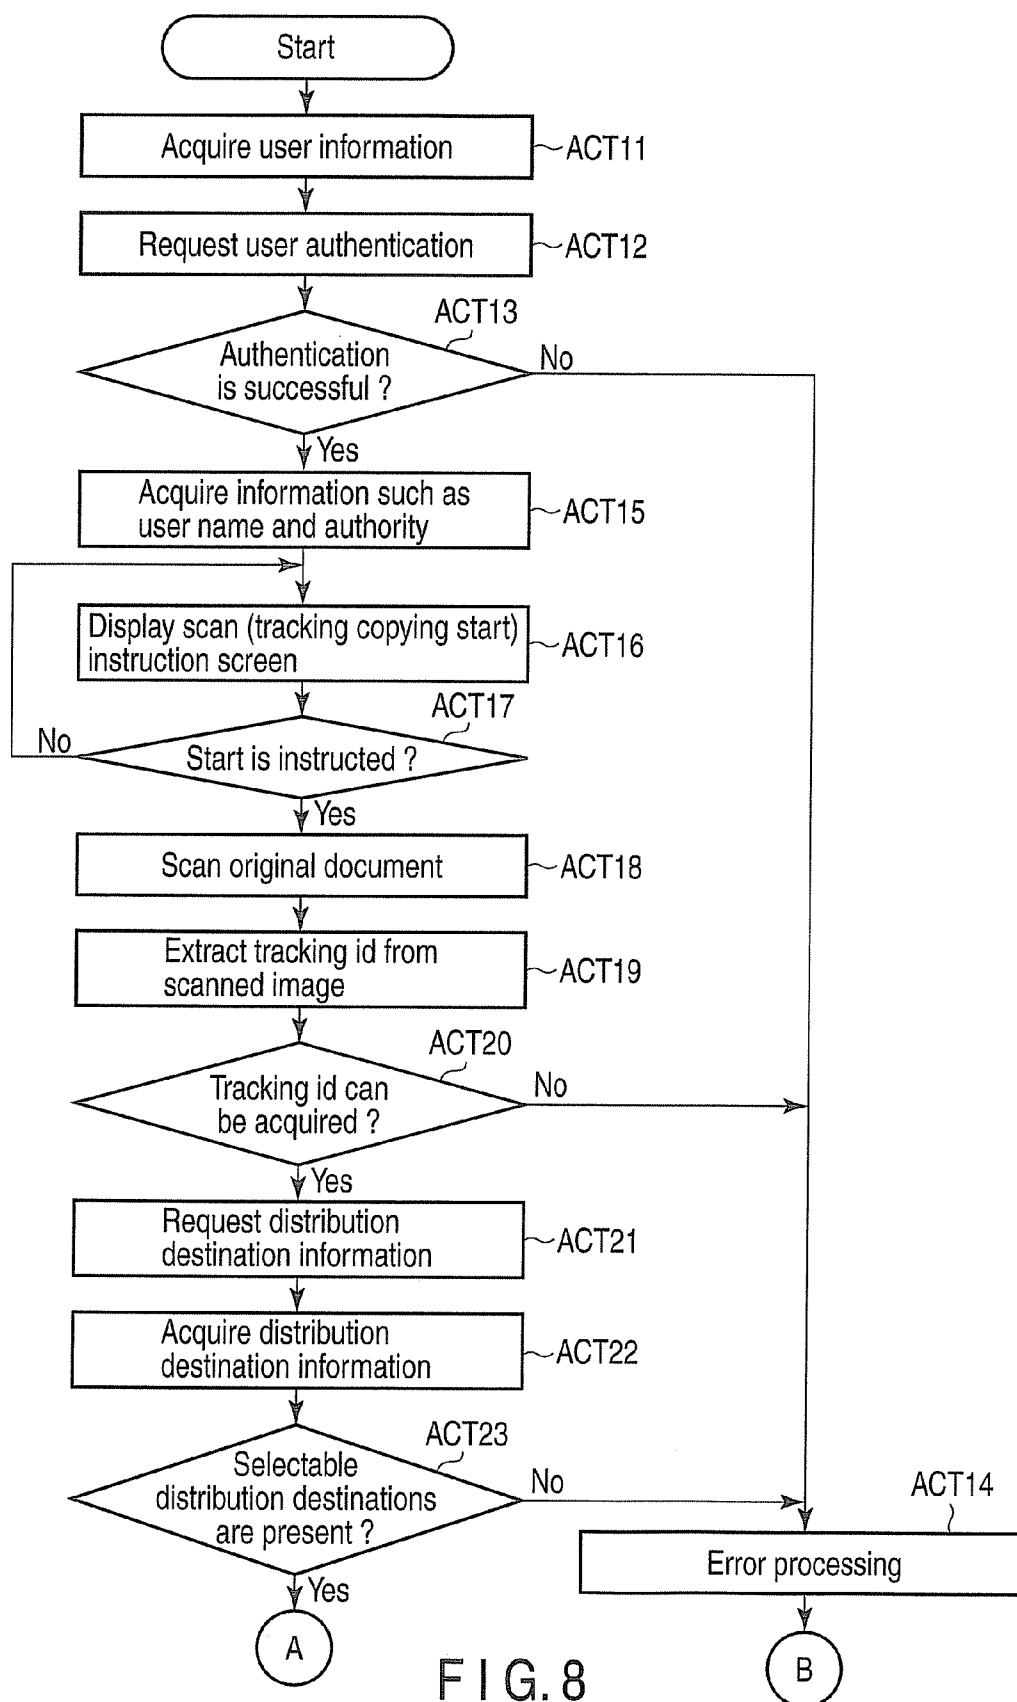 Start
Acquire user information
ACT11
Request user authentication
ACT12
ACT13
Authentication
is successful ?
No
Yes
Acquire information such as
user name and authority
ACT15
Display scan (tracking copying start)
instruction screen
ACT16
ACT17
No
Start is instructed ?
Yes
Scan original document
ACT18
Extract tracking id from
scanned image
ACT19
ACT20
Tracking id can
be acquired ?
No
Yes
Request distribution
destination information
ACT21
Acquire distribution
destination information
ACT22
ACT23
Selectable
distribution destinations
are present ?
No
Yes
ACT14
Error processing
A
B
FIG. 8